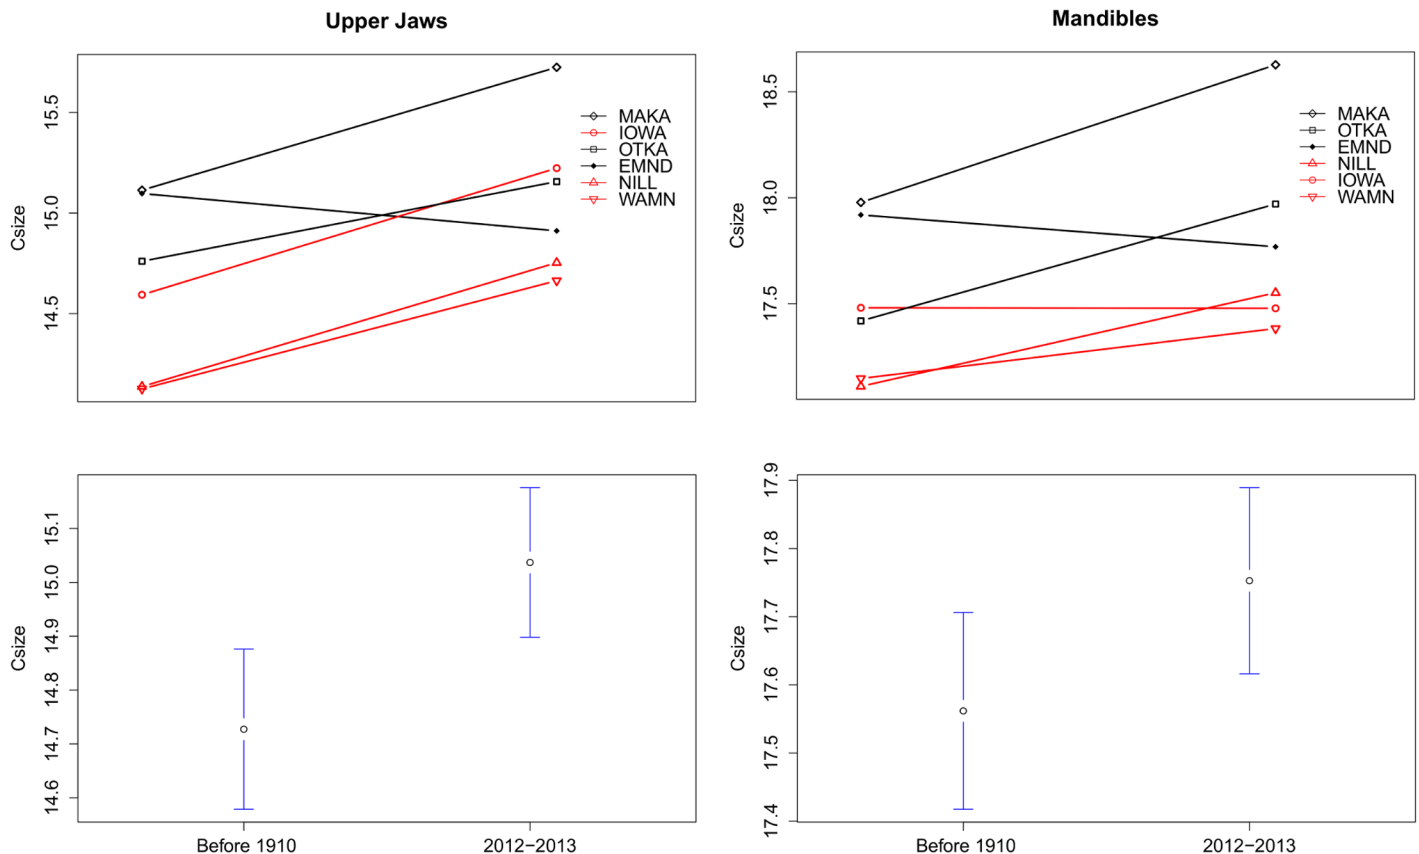 Upper Jaws
Csize
15.5
15.0
14.5
MAKA
IOWA
OTKA
EMND
NILL
WAMN
Mandibles
Csize
18.5
18.0
17.5
MAKA
OTKA
EMND
NILL
IOWA
WAMN
Csize
15.1
15.0
14.9
14.8
14.7
14.6
Before 1910
2012−2013
Csize
17.9
17.8
17.7
17.6
17.5
17.4
Before 1910
2012−2013